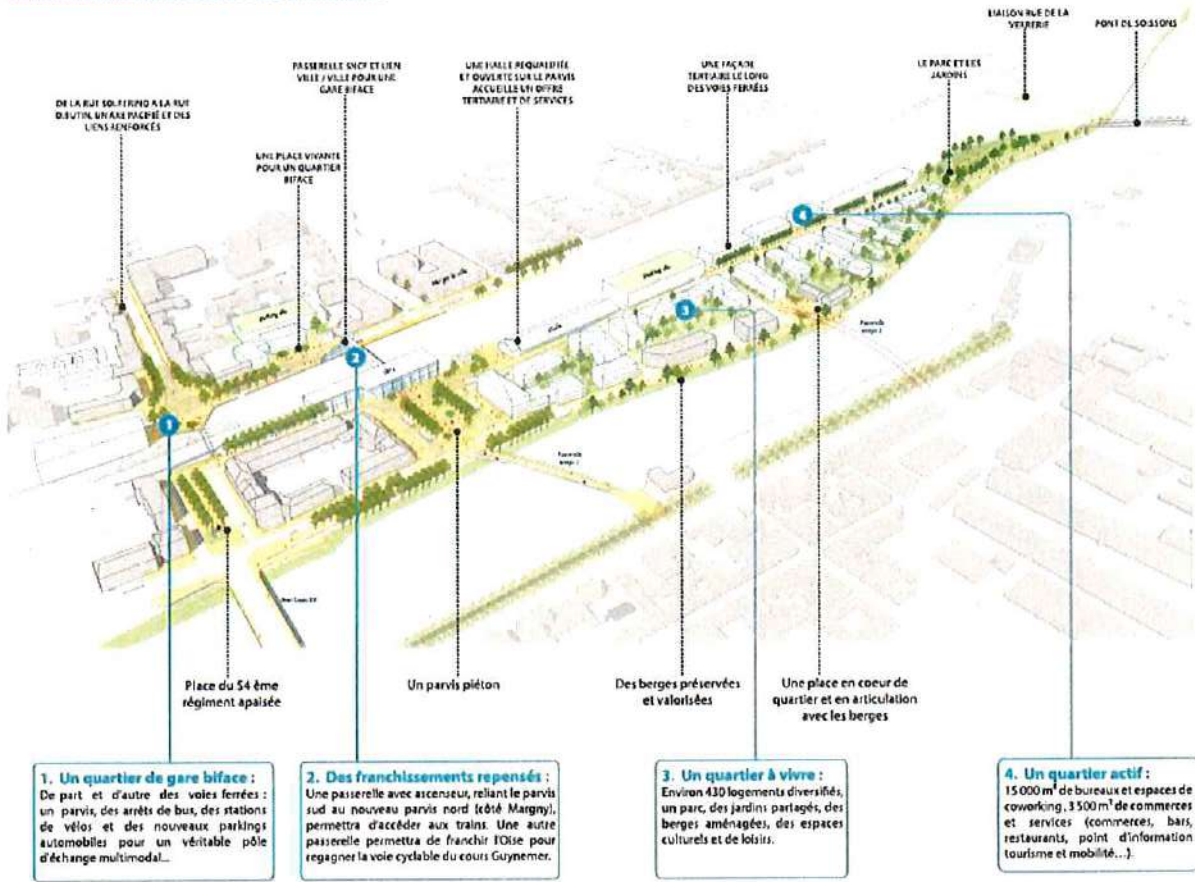 LIAISON RUE DE LA
VERRERIE
PONT DE SOISSONS
PASSERELLE SNCF ET LIEN
VILLE / VILLE POUR UNE
GARE BIFACE
UNE HALLE REQUALIFIÉE
ET OUVERTE SUR LE PARVIS
ACCUEILLE UN OFFRE
TERTIAIRE ET DE SERVICES
UNE FAÇADE
TERTIAIRE LE LONG
DES VOIES FERRÉES
LE PARC ET LES
JARDINS
DE LA RUE SOLFERINO A LA RUE
D.BUTIN, UN AXE PACIFIÉ ET DES
LIENS RENFORCÉS
UNE PLACE VIVANTE
POUR UN QUARTIER
BIFACE
4
3
2
1
Place du 54 ème
régiment apaisée
Un parvis piéton
Des berges préservées
et valorisées
Une place en coeur de
quartier et en articulation
avec les berges
1. Un quartier de gare biface :
De part et d'autre des voies ferrées :
un parvis, des arrêts de bus, des stations
de vélos et des nouveaux parkings
automobiles pour un véritable pôle
d'échange multimodal...
2. Des franchissements repensés :
Une passerelle avec ascenseur, reliant le parvis
sud au nouveau parvis nord (côté Margny),
permettra d'accéder aux trains. Une autre
passerelle permettra de franchir l'Oise pour
regagner la voie cyclable du cours Guynemer.
3. Un quartier à vivre :
Environ 430 logements diversifiés,
un parc, des jardins partagés, des
berges aménagées, des espaces
culturels et de loisirs.
4. Un quartier actif :
15 000 m² de bureaux et espaces de
coworking, 3 500 m² de commerces
et services (commerces, bars,
restaurants, point d'information
tourisme et mobilité...).